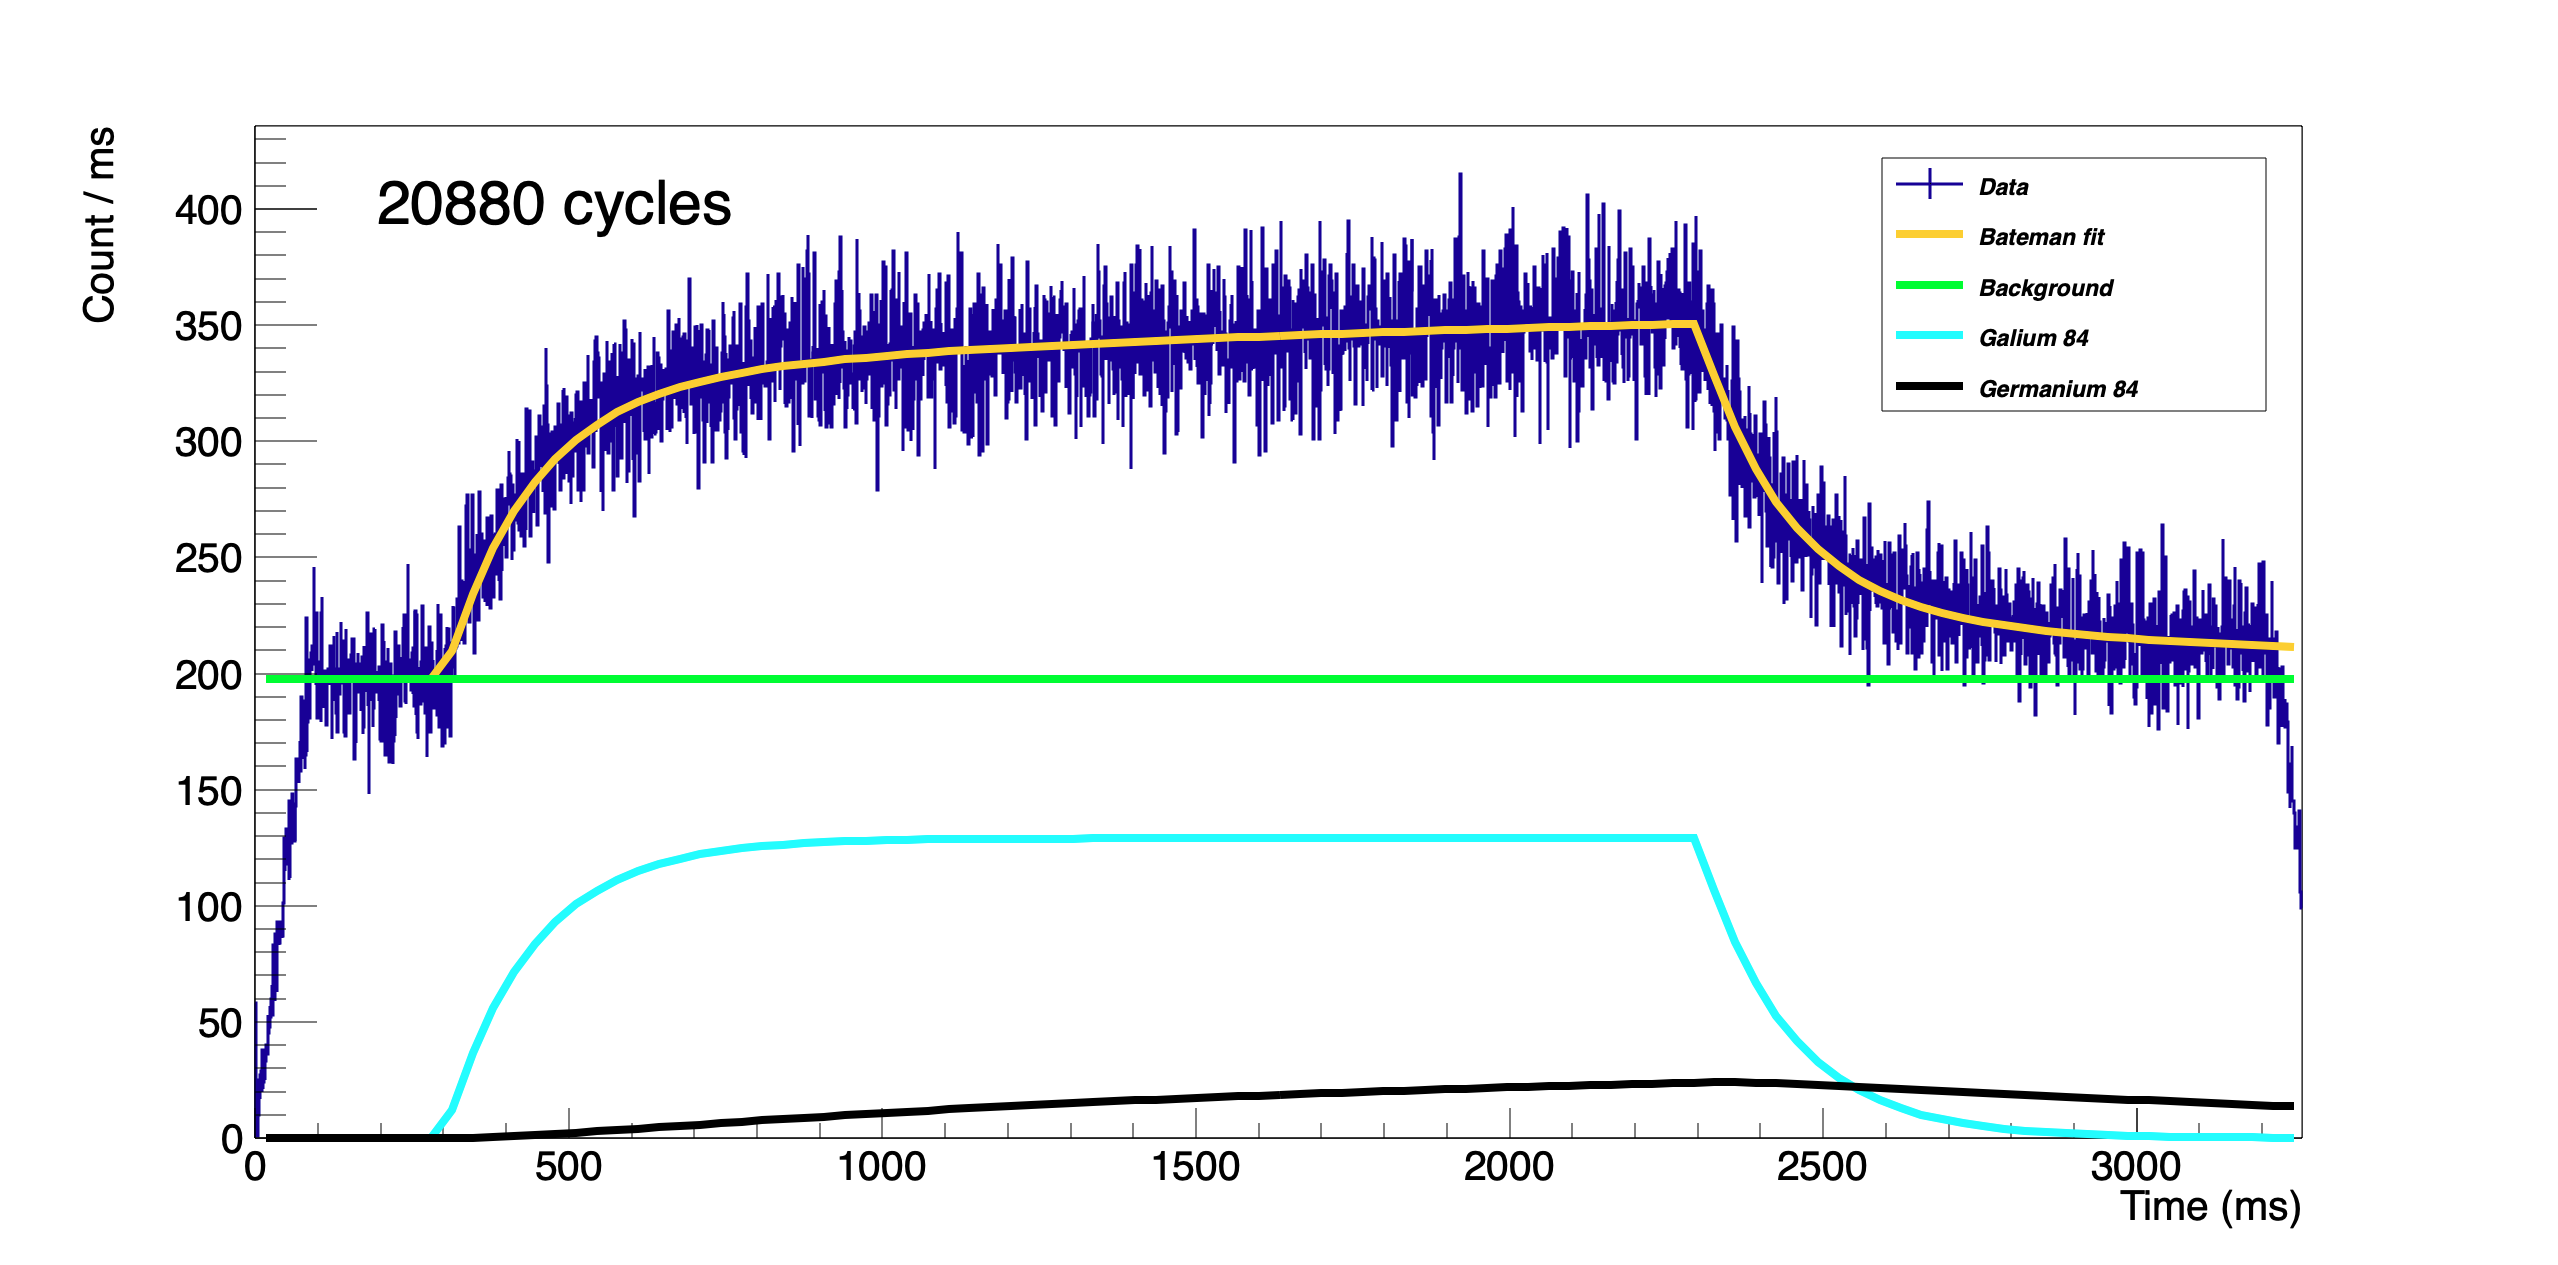 Count / ms
20880 cycles
Data
Bateman fit
Background
Galium 84
Germanium 84
400
350
300
250
200
150
100
50
0
0 500 1000 1500 2000 2500 3000
Time (ms)